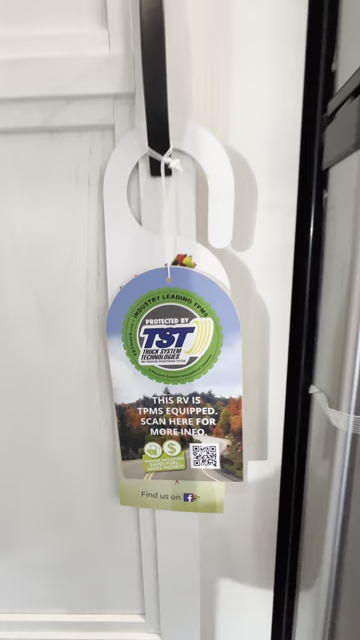 INDUSTRY LEADING TPMS
PROTECTED BY
TST
TRUCK SYSTEM
TECHNOLOGIES
THIS RV IS
TPMS EQUIPPED.
SCAN HERE FOR
MORE INFO.
Find us on f